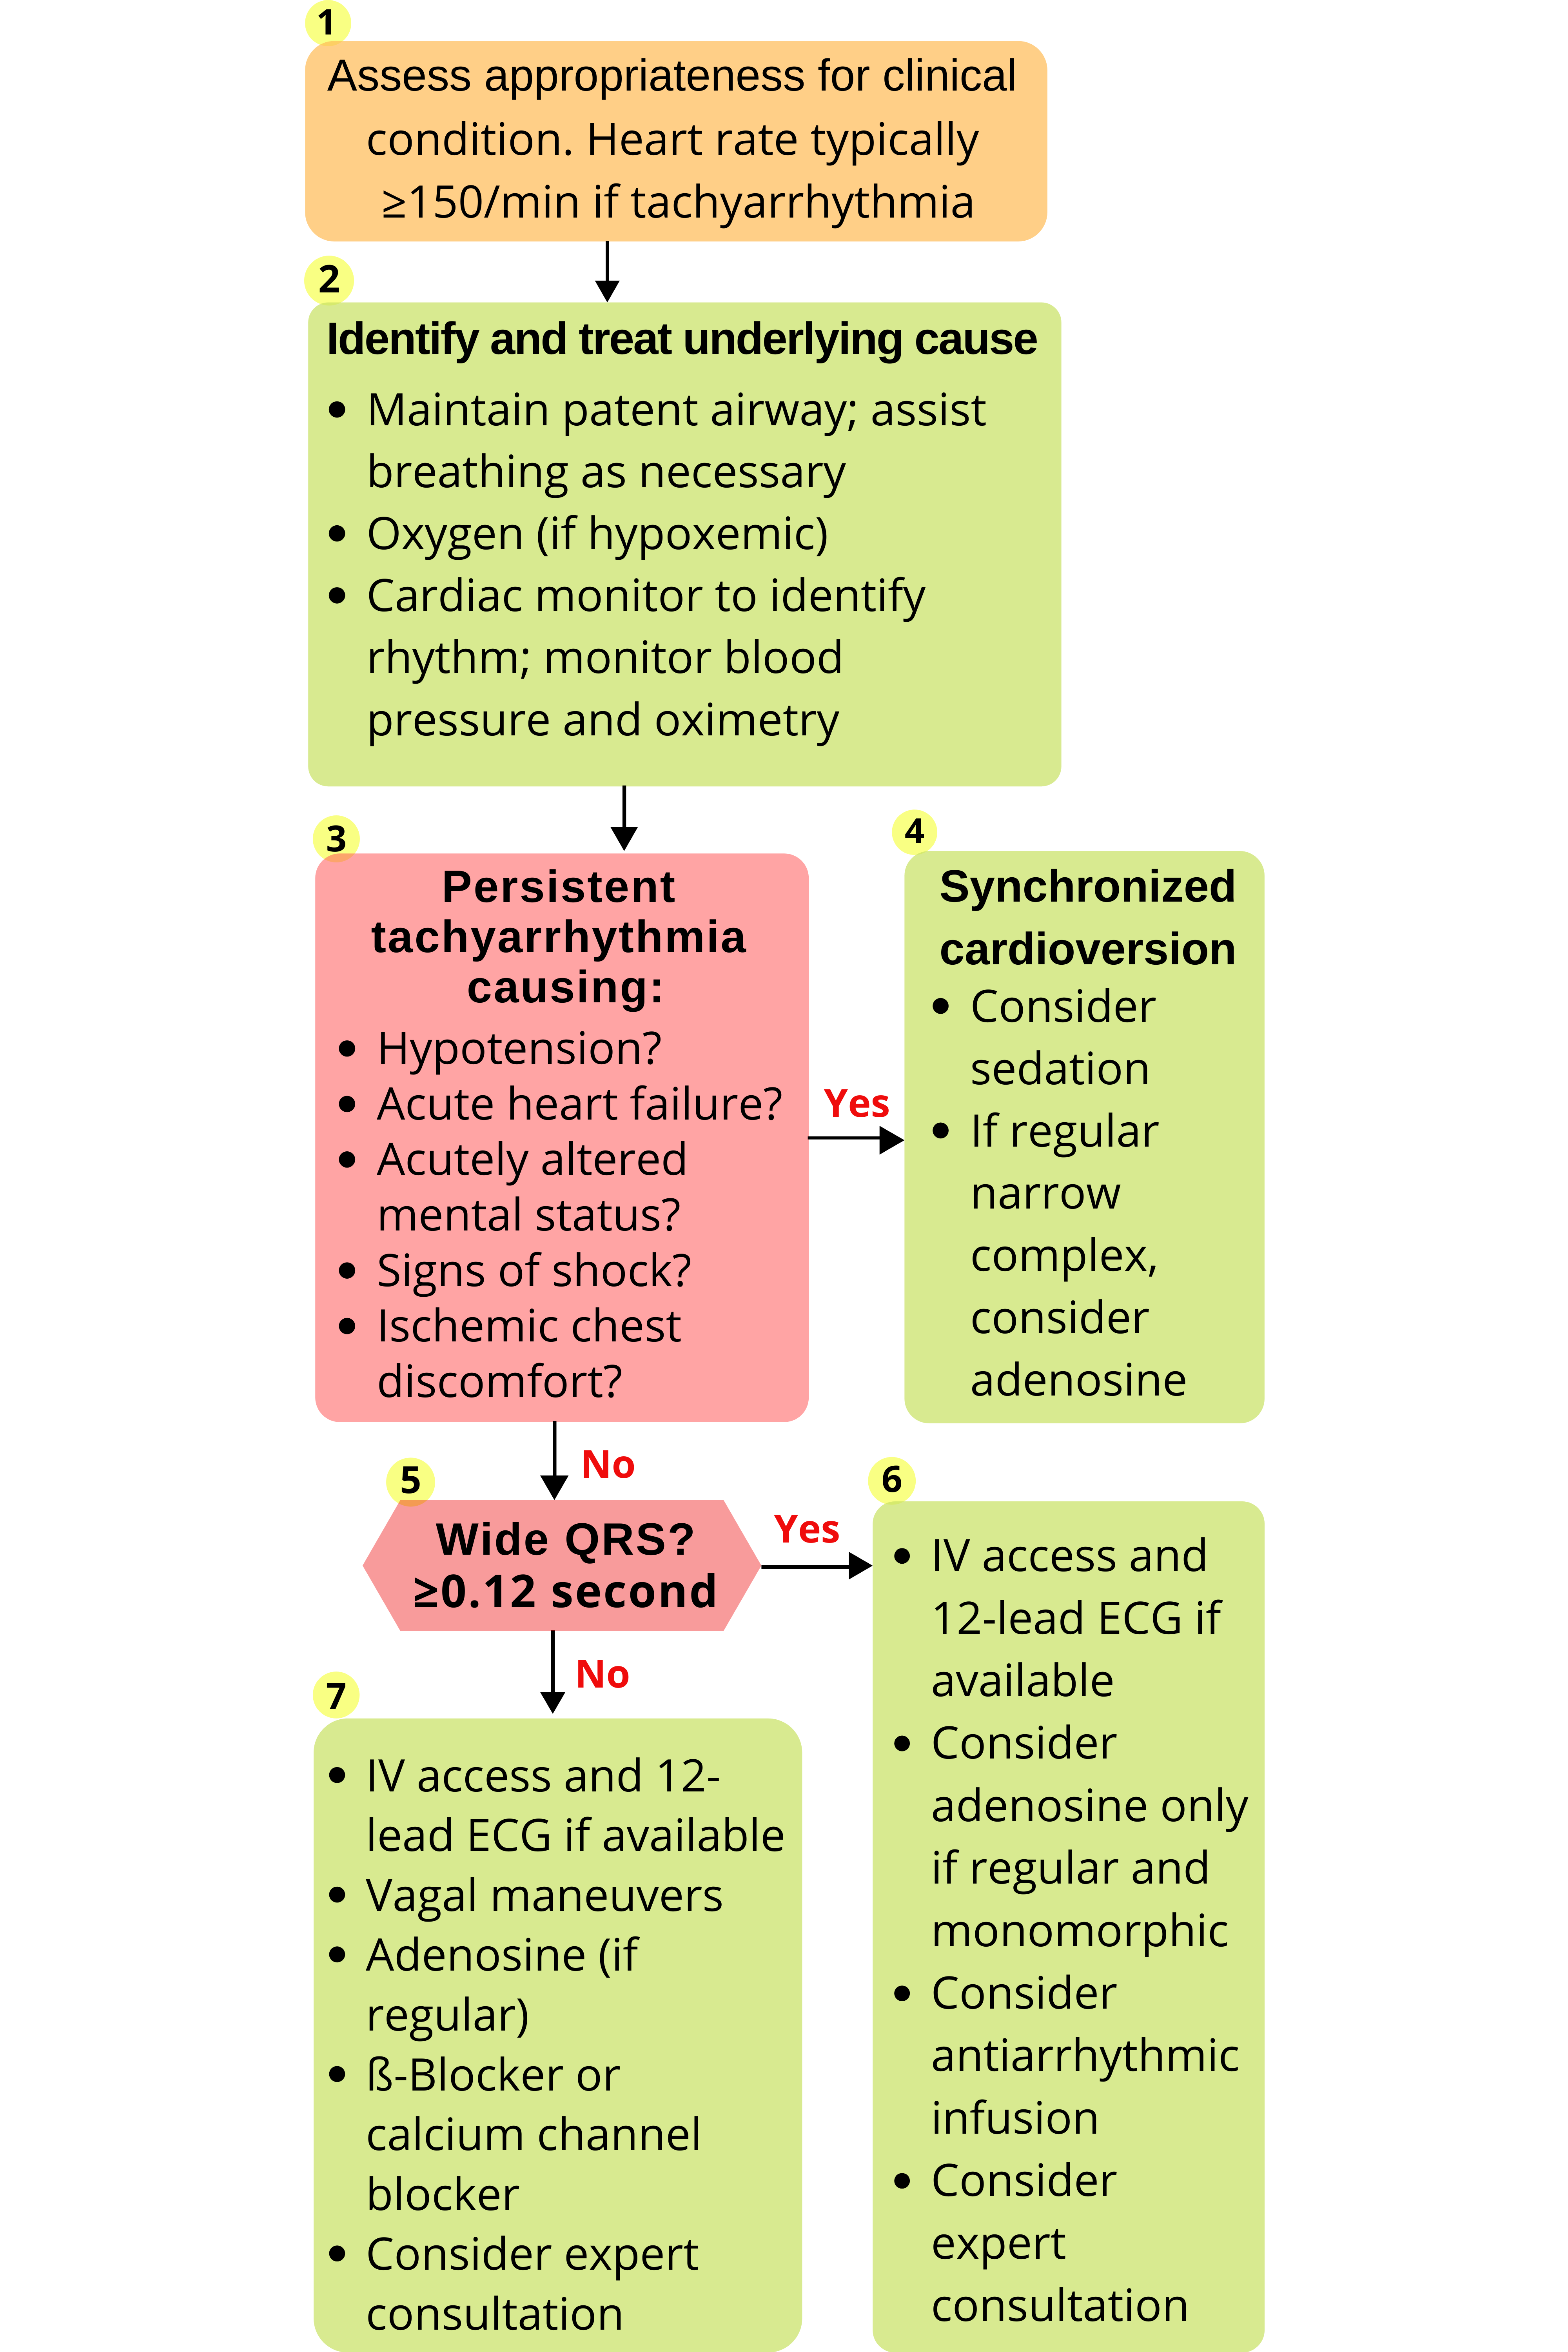 1
Assess appropriateness for clinical
condition. Heart rate typically
≥150/min if tachyarrhythmia
2
Identify and treat underlying cause
• Maintain patent airway; assist
breathing as necessary
• Oxygen (if hypoxemic)
• Cardiac monitor to identify
rhythm; monitor blood
pressure and oximetry
3
Persistent
tachyarrhythmia
causing:
• Hypotension?
• Acute heart failure?
• Acutely altered
mental status?
• Signs of shock?
• Ischemic chest
discomfort?
Yes
4
Synchronized
cardioversion
• Consider
sedation
• If regular
narrow
complex,
consider
adenosine
No
5
Wide QRS?
≥0.12 second
Yes
6
• IV access and
12-lead ECG if
available
• Consider
adenosine only
if regular and
monomorphic
• Consider
antiarrhythmic
infusion
• Consider
expert
consultation
No
7
• IV access and 12-
lead ECG if available
• Vagal maneuvers
• Adenosine (if
regular)
• ß-Blocker or
calcium channel
blocker
• Consider expert
consultation